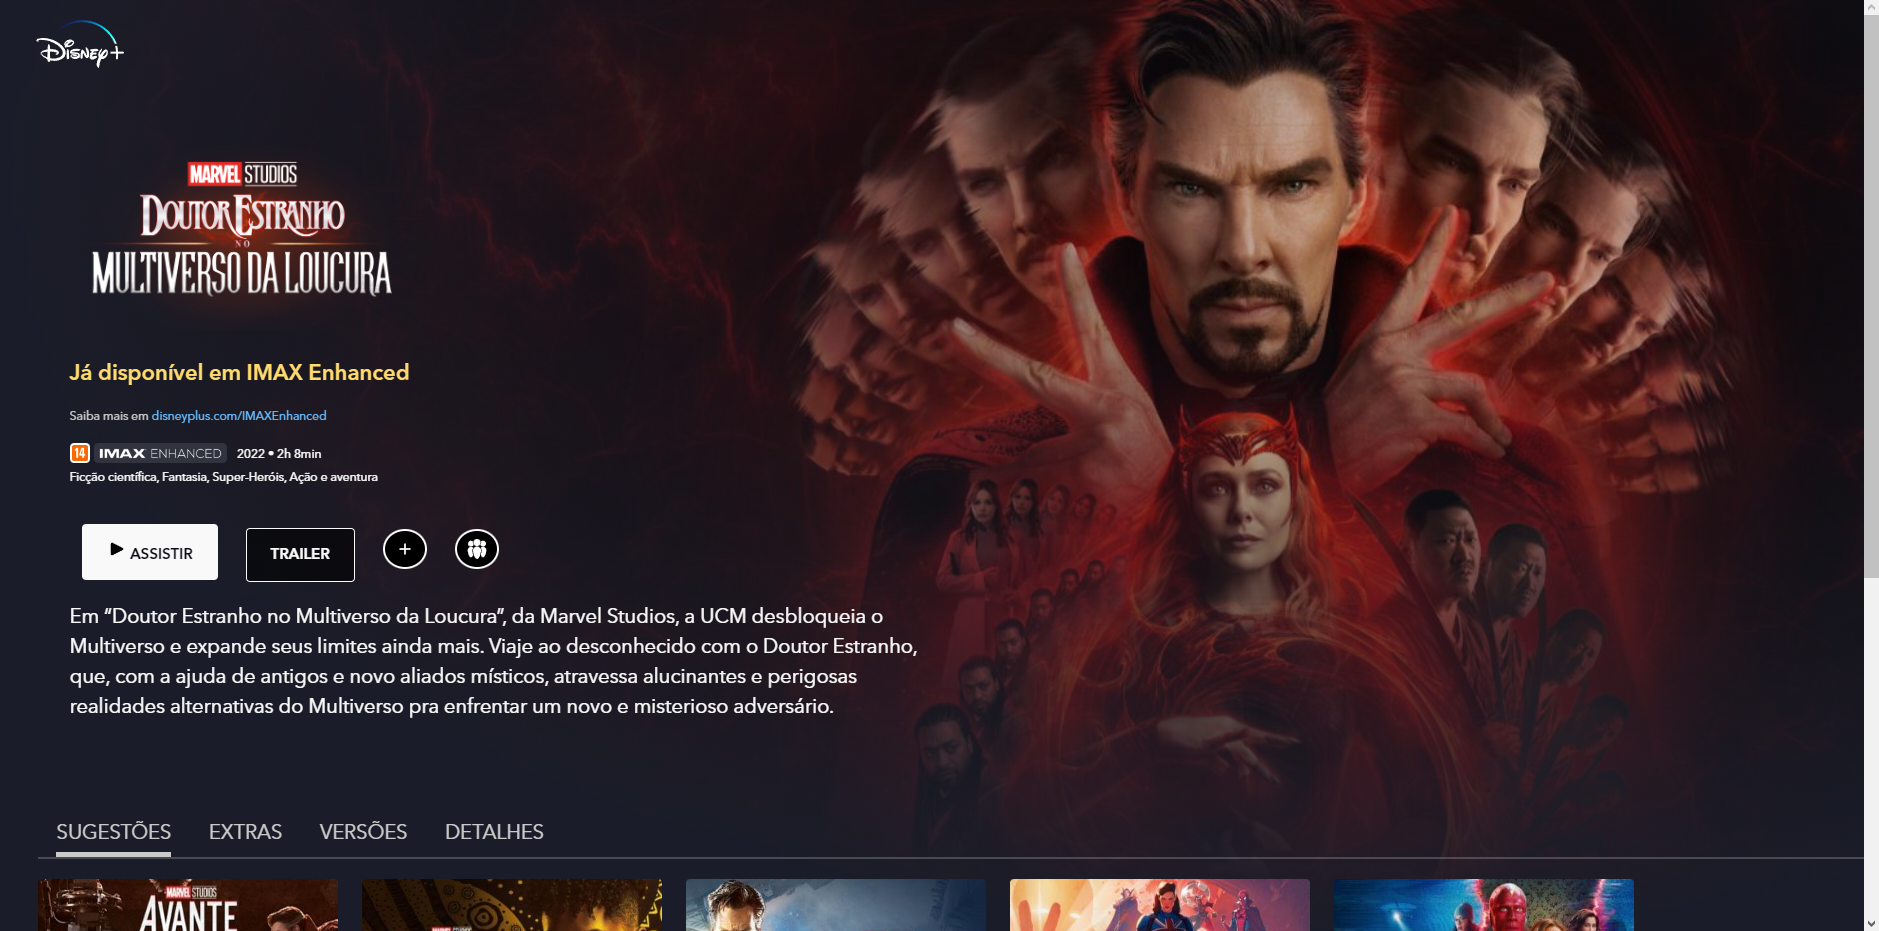 Disney+
MARVEL STUDIOS
DOUTOR ESTRANHO
NO
MULTIVERSO DA LOUCURA
Já disponível em IMAX Enhanced
Saiba mais em disneyplus.com/IMAXEnhanced
14 IMAX ENHANCED 2022 • 2h 8min
Ficção científica, Fantasia, Super-Heróis, Ação e aventura
ASSISTIR TRAILER +
Em “Doutor Estranho no Multiverso da Loucura”, da Marvel Studios, a UCM desbloqueia o
Multiverso e expande seus limites ainda mais. Viaje ao desconhecido com o Doutor Estranho,
que, com a ajuda de antigos e novo aliados místicos, atravessa alucinantes e perigosas
realidades alternativas do Multiverso pra enfrentar um novo e misterioso adversário.
SUGESTÕES EXTRAS VERSÕES DETALHES
MARVEL STUDIOS
AVANTE